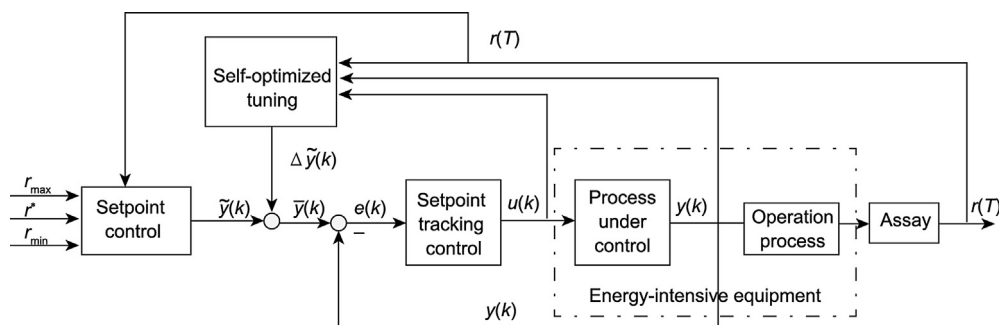 r(T)
Self-optimized
tuning
Δỹ(k)
r_max
r*
r_min
Setpoint
control
ỹ(k)
ȳ(k)
e(k)
−
Setpoint
tracking
control
u(k)
Process
under
control
y(k)
Operation
process
Assay
r(T)
Energy-intensive equipment
y(k)